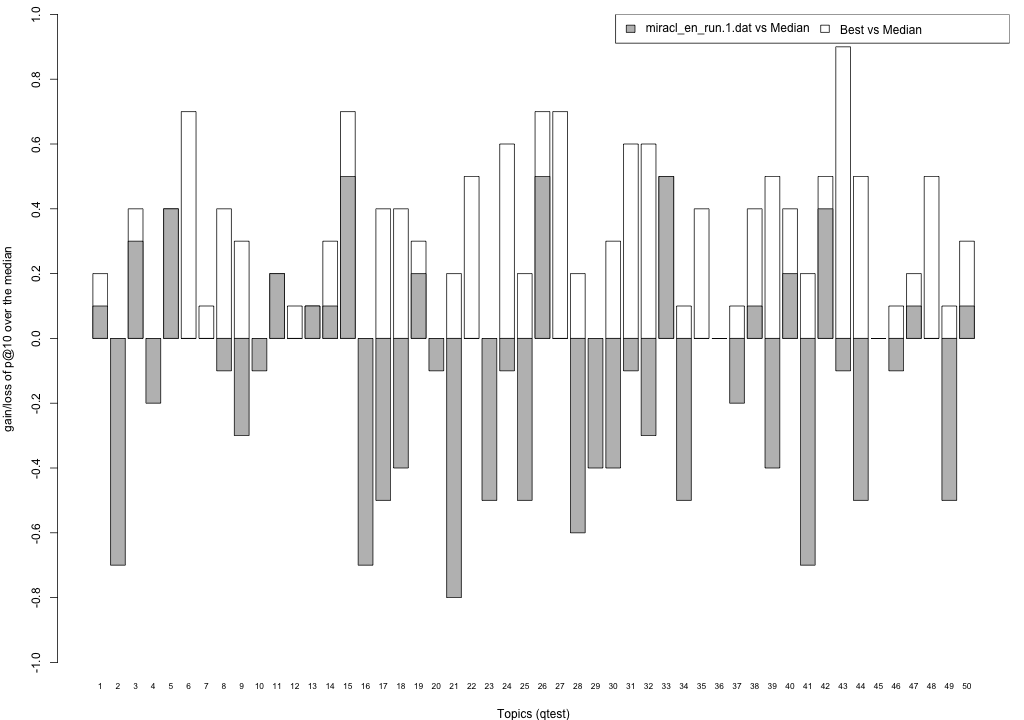 miracl_en_run.1.dat vs Median Best vs Median
gain/loss of p@10 over the median
1.0
0.8
0.6
0.4
0.2
0.0
-0.2
-0.4
-0.6
-0.8
-1.0
1 2 3 4 5 6 7 8 9 10 11 12 13 14 15 16 17 18 19 20 21 22 23 24 25 26 27 28 29 30 31 32 33 34 35 36 37 38 39 40 41 42 43 44 45 46 47 48 49 50
Topics (qtest)